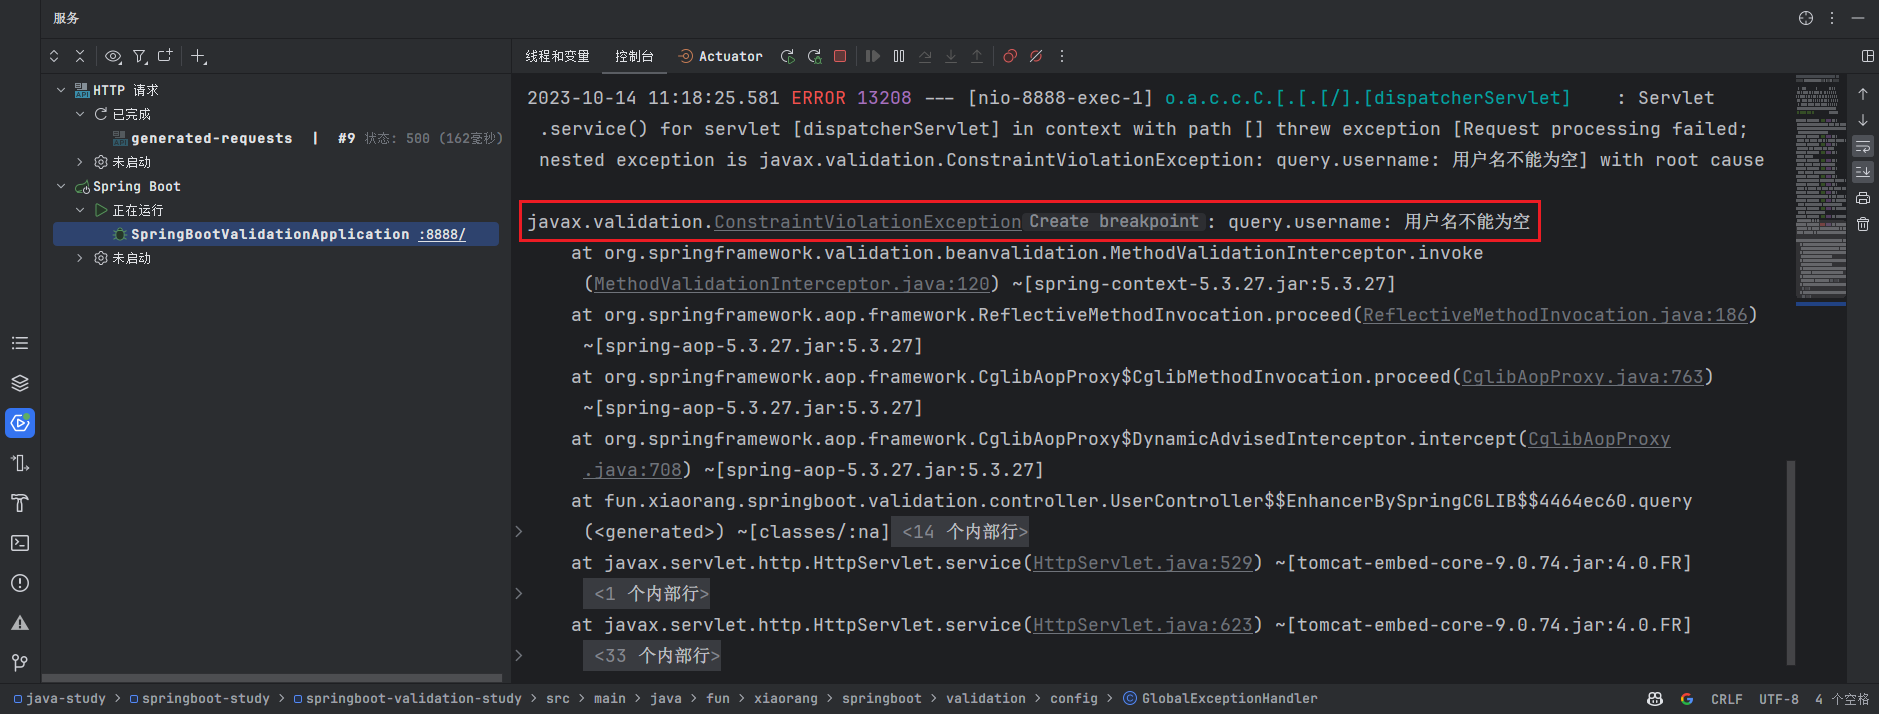 服务
线程和变量 控制台 Actuator
HTTP 请求
已完成
generated-requests | #9 状态: 500 (162毫秒)
未启动
Spring Boot
正在运行
SpringBootValidationApplication :8888/
未启动
2023-10-14 11:18:25.581 ERROR 13208 --- [nio-8888-exec-1] o.a.c.c.C.[.[.[/].[dispatcherServlet] : Servlet
.service() for servlet [dispatcherServlet] in context with path [] threw exception [Request processing failed;
nested exception is javax.validation.ConstraintViolationException: query.username: 用户名不能为空] with root cause
javax.validation.ConstraintViolationException Create breakpoint : query.username: 用户名不能为空
at org.springframework.validation.beanvalidation.MethodValidationInterceptor.invoke
(MethodValidationInterceptor.java:120) ~[spring-context-5.3.27.jar:5.3.27]
at org.springframework.aop.framework.ReflectiveMethodInvocation.proceed(ReflectiveMethodInvocation.java:186)
~[spring-aop-5.3.27.jar:5.3.27]
at org.springframework.aop.framework.CglibAopProxy$CglibMethodInvocation.proceed(CglibAopProxy.java:763)
~[spring-aop-5.3.27.jar:5.3.27]
at org.springframework.aop.framework.CglibAopProxy$DynamicAdvisedInterceptor.intercept(CglibAopProxy
.java:708) ~[spring-aop-5.3.27.jar:5.3.27]
at fun.xiaorang.springboot.validation.controller.UserController$$EnhancerBySpringCGLIB$$4464ec60.query
(<generated>) ~[classes/:na] <14 个内部行>
at javax.servlet.http.HttpServlet.service(HttpServlet.java:529) ~[tomcat-embed-core-9.0.74.jar:4.0.FR]
<1 个内部行>
at javax.servlet.http.HttpServlet.service(HttpServlet.java:623) ~[tomcat-embed-core-9.0.74.jar:4.0.FR]
<33 个内部行>
java-study > springboot-study > springboot-validation-study > src > main > java > fun > xiaorang > springboot > validation > config > GlobalExceptionHandler CRLF UTF-8 4 个空格